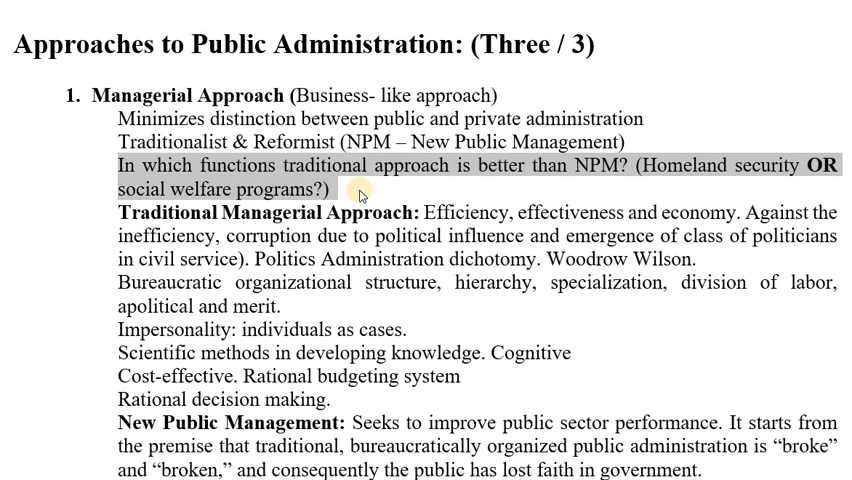 Approaches to Public Administration: (Three / 3)
1. Managerial Approach (Business- like approach)
Minimizes distinction between public and private administration
Traditionalist & Reformist (NPM – New Public Management)
In which functions traditional approach is better than NPM? (Homeland security OR
social welfare programs?)
Traditional Managerial Approach: Efficiency, effectiveness and economy. Against the
inefficiency, corruption due to political influence and emergence of class of politicians
in civil service). Politics Administration dichotomy. Woodrow Wilson.
Bureaucratic organizational structure, hierarchy, specialization, division of labor,
apolitical and merit.
Impersonality: individuals as cases.
Scientific methods in developing knowledge. Cognitive
Cost-effective. Rational budgeting system
Rational decision making.
New Public Management: Seeks to improve public sector performance. It starts from
the premise that traditional, bureaucratically organized public administration is “broke”
and “broken,” and consequently the public has lost faith in government.